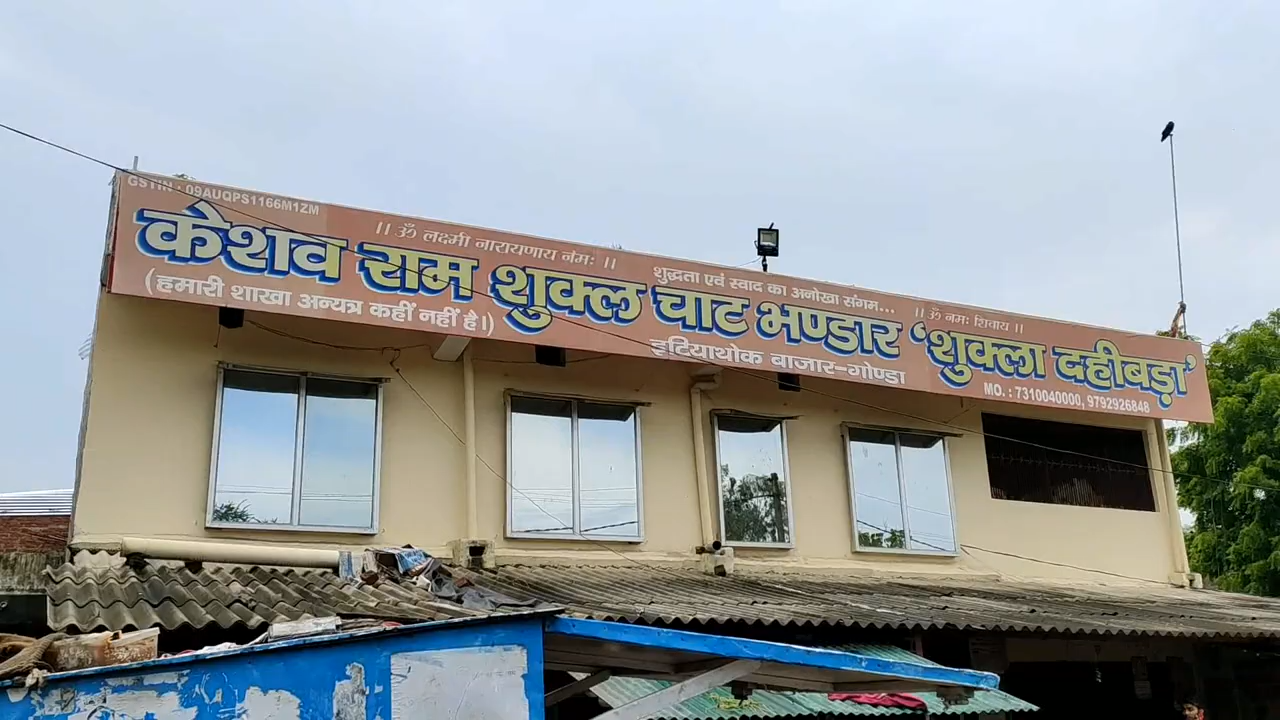 GSTIN : 09AUQPS1166M1ZM
।। ॐ लक्ष्मी नारायणाय नमः ।।
शुद्धता एवं स्वाद का अनोखा संगम...
।। ॐ नमः शिवाय ।।
केशव राम शुक्ल चाट भण्डार ‘शुक्ला दहीबड़ा’
(हमारी शाखा अन्यत्र कहीं नहीं है।)
इटियाथोक बाजार-गोण्डा
MO. : 7310040000, 9792926848